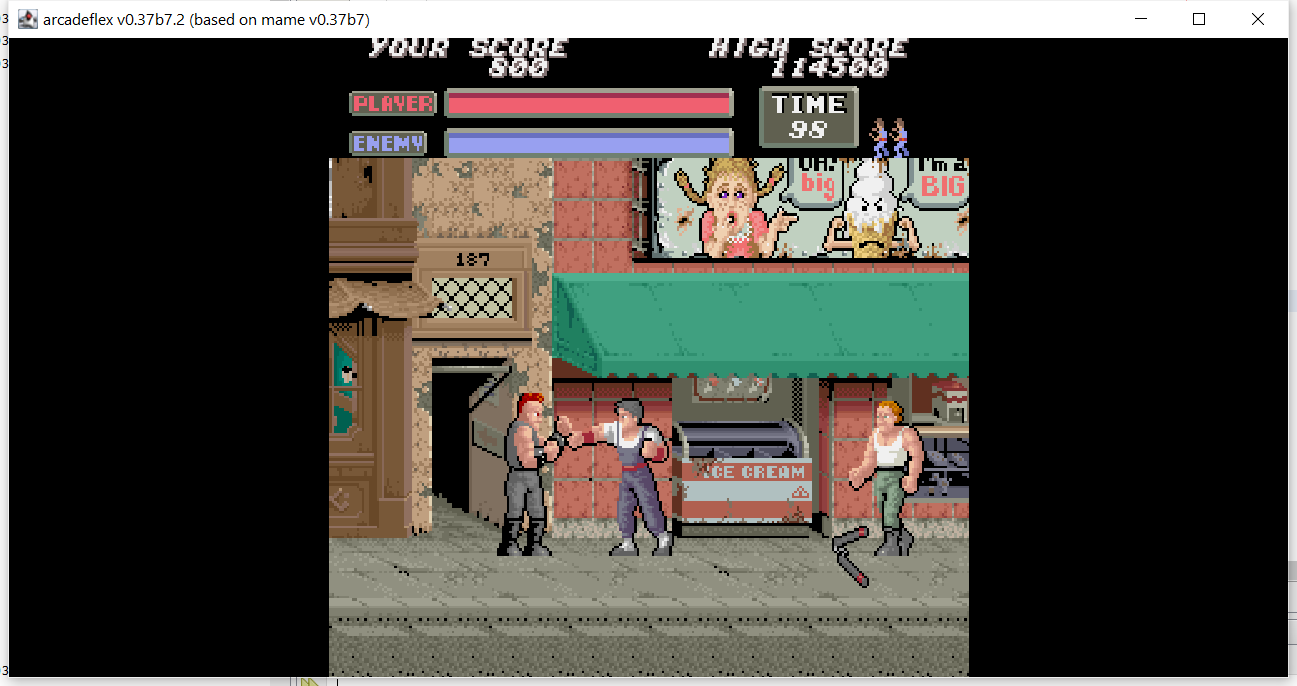 arcadeflex v0.37b7.2 (based on mame v0.37b7)
YOUR SCORE
800
HIGH SCORE
114500
PLAYER
TIME
98
ENEMY
big
I'm a
BIG
187
ICE CREAM